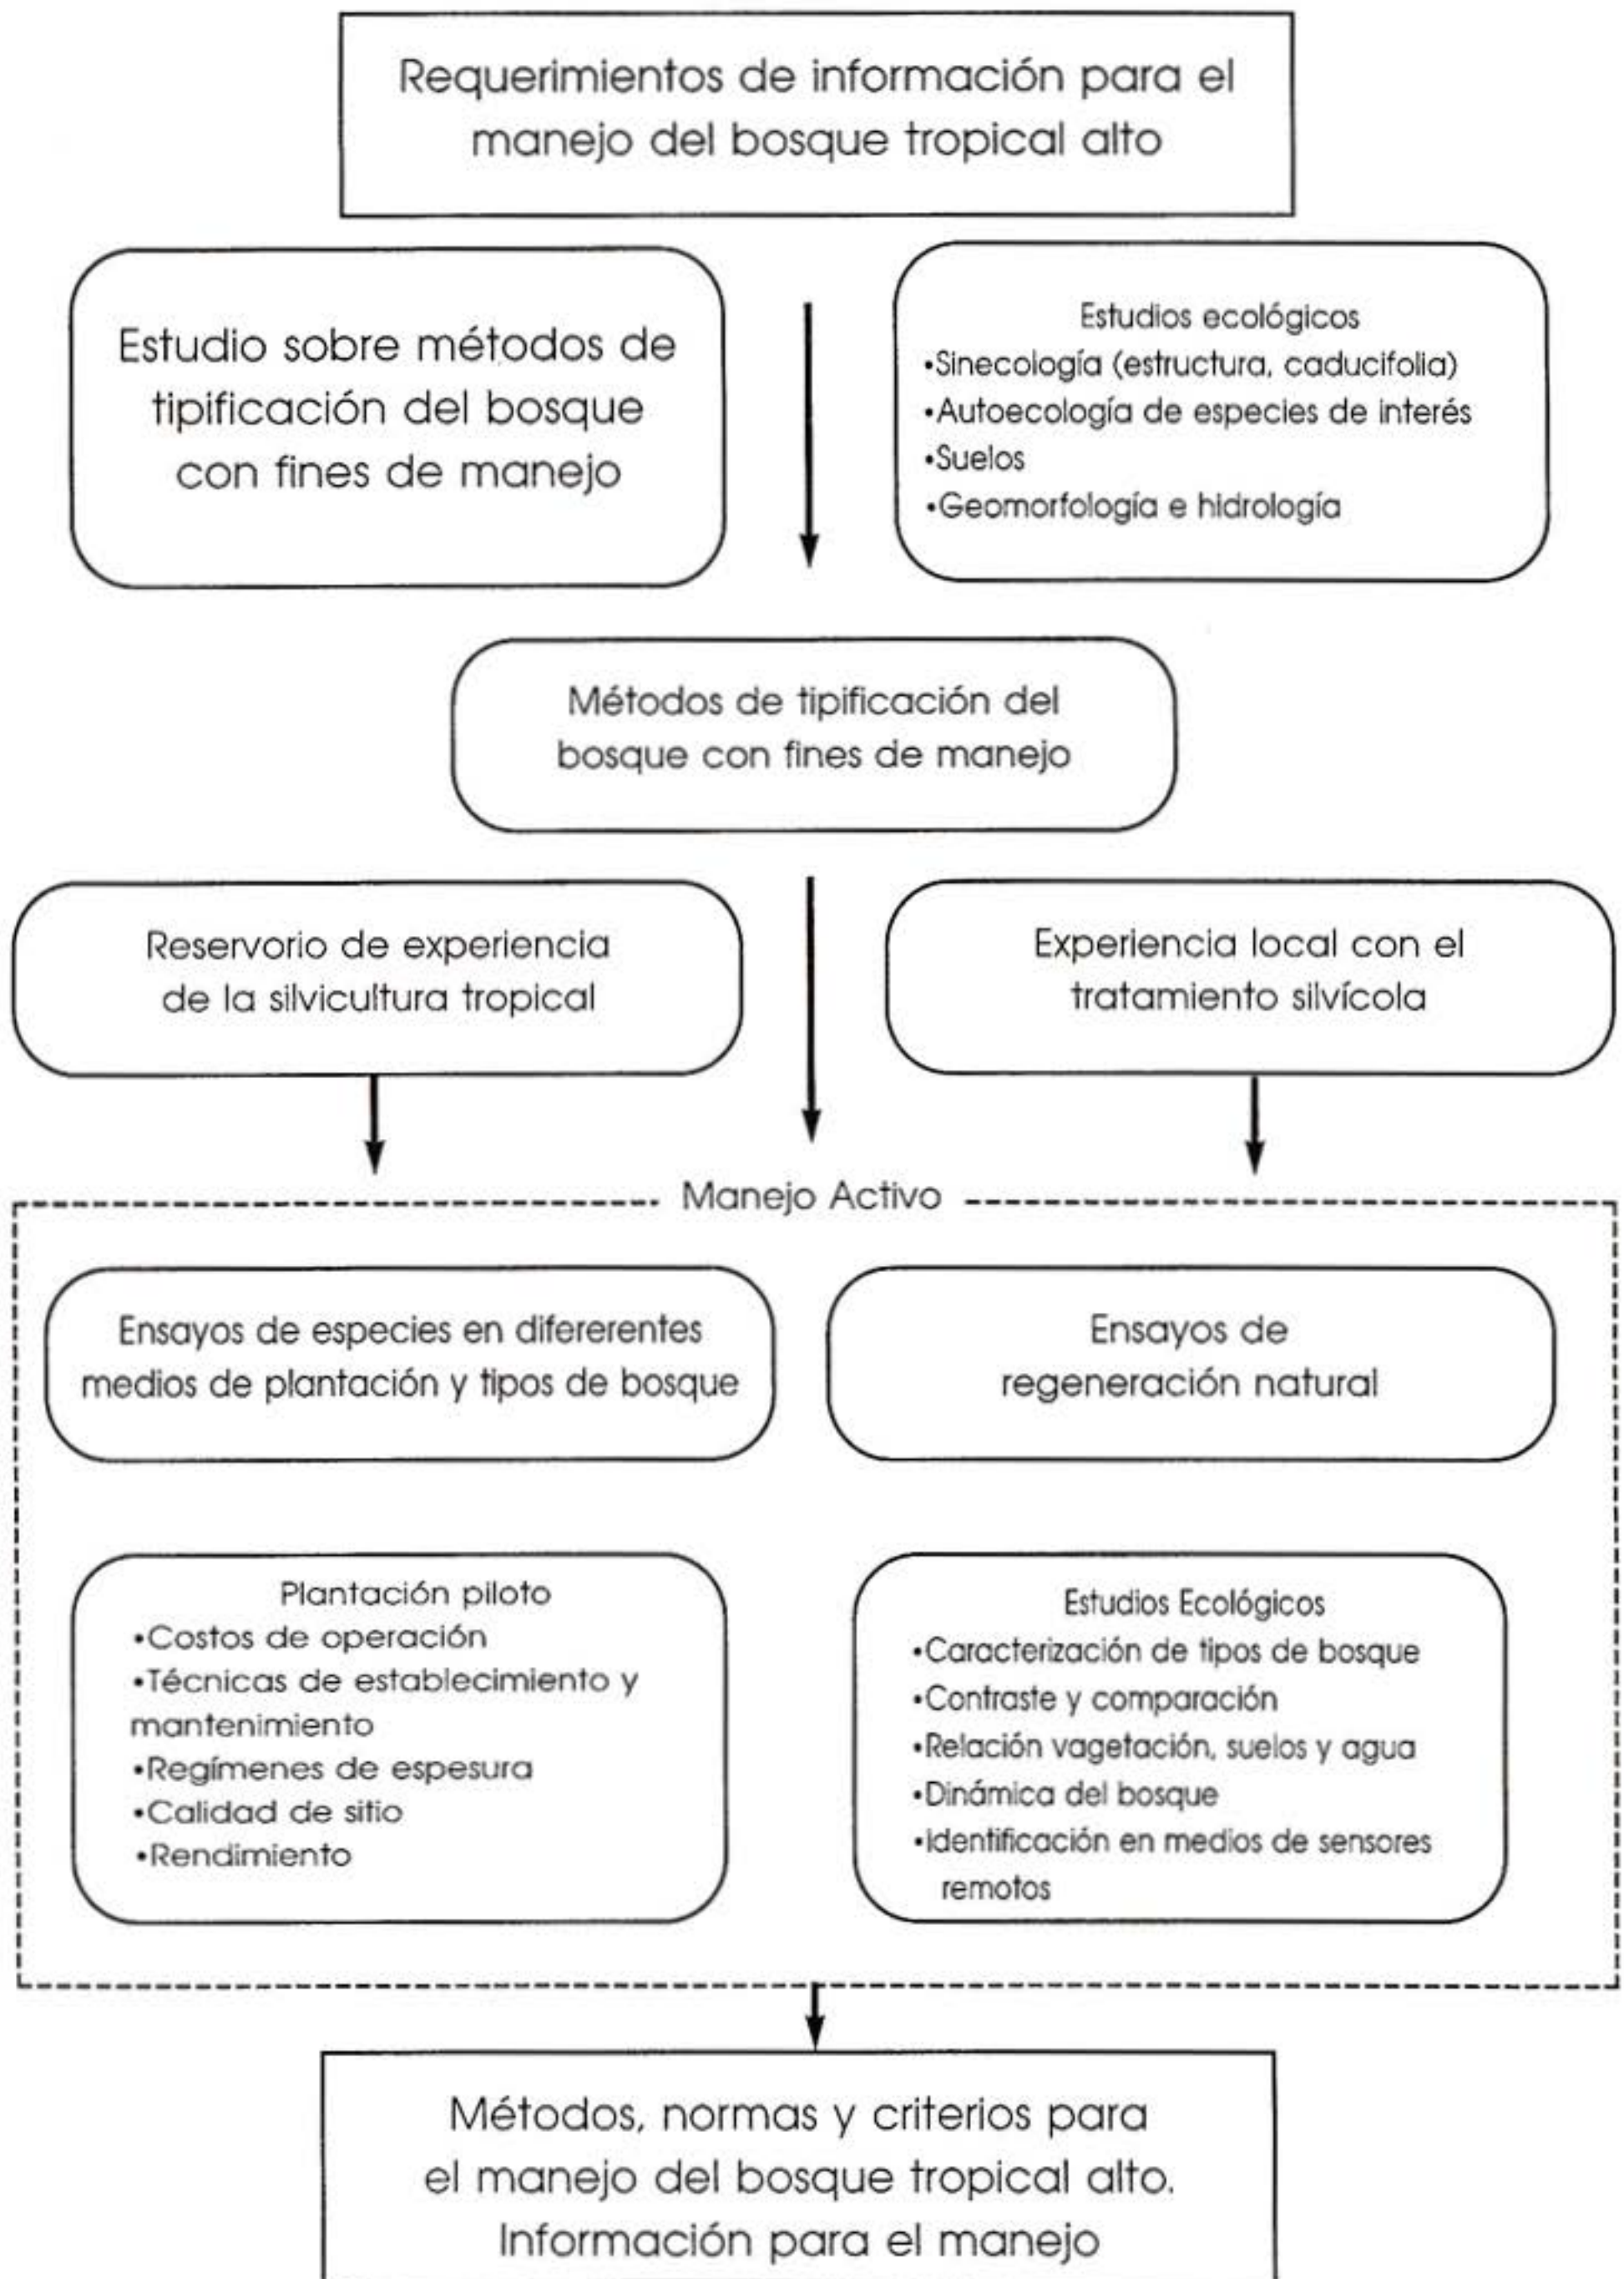 Requerimientos de información para el
manejo del bosque tropical alto
Estudio sobre métodos de
tipificación del bosque
con fines de manejo
Estudios ecológicos
•Sinecología (estructura, caducifolia)
•Autoecología de especies de interés
•Suelos
•Geomorfología e hidrología
Métodos de tipificación del
bosque con fines de manejo
Reservorio de experiencia
de la silvicultura tropical
Experiencia local con el
tratamiento silvícola
Manejo Activo
Ensayos de especies en difererentes
medios de plantación y tipos de bosque
Ensayos de
regeneración natural
Plantación piloto
•Costos de operación
•Técnicas de establecimiento y
mantenimiento
•Regímenes de espesura
•Calidad de sitio
•Rendimiento
Estudios Ecológicos
•Caracterización de tipos de bosque
•Contraste y comparación
•Relación vagetación, suelos y agua
•Dinámica del bosque
•Identificación en medios de sensores
remotos
Métodos, normas y criterios para
el manejo del bosque tropical alto.
Información para el manejo